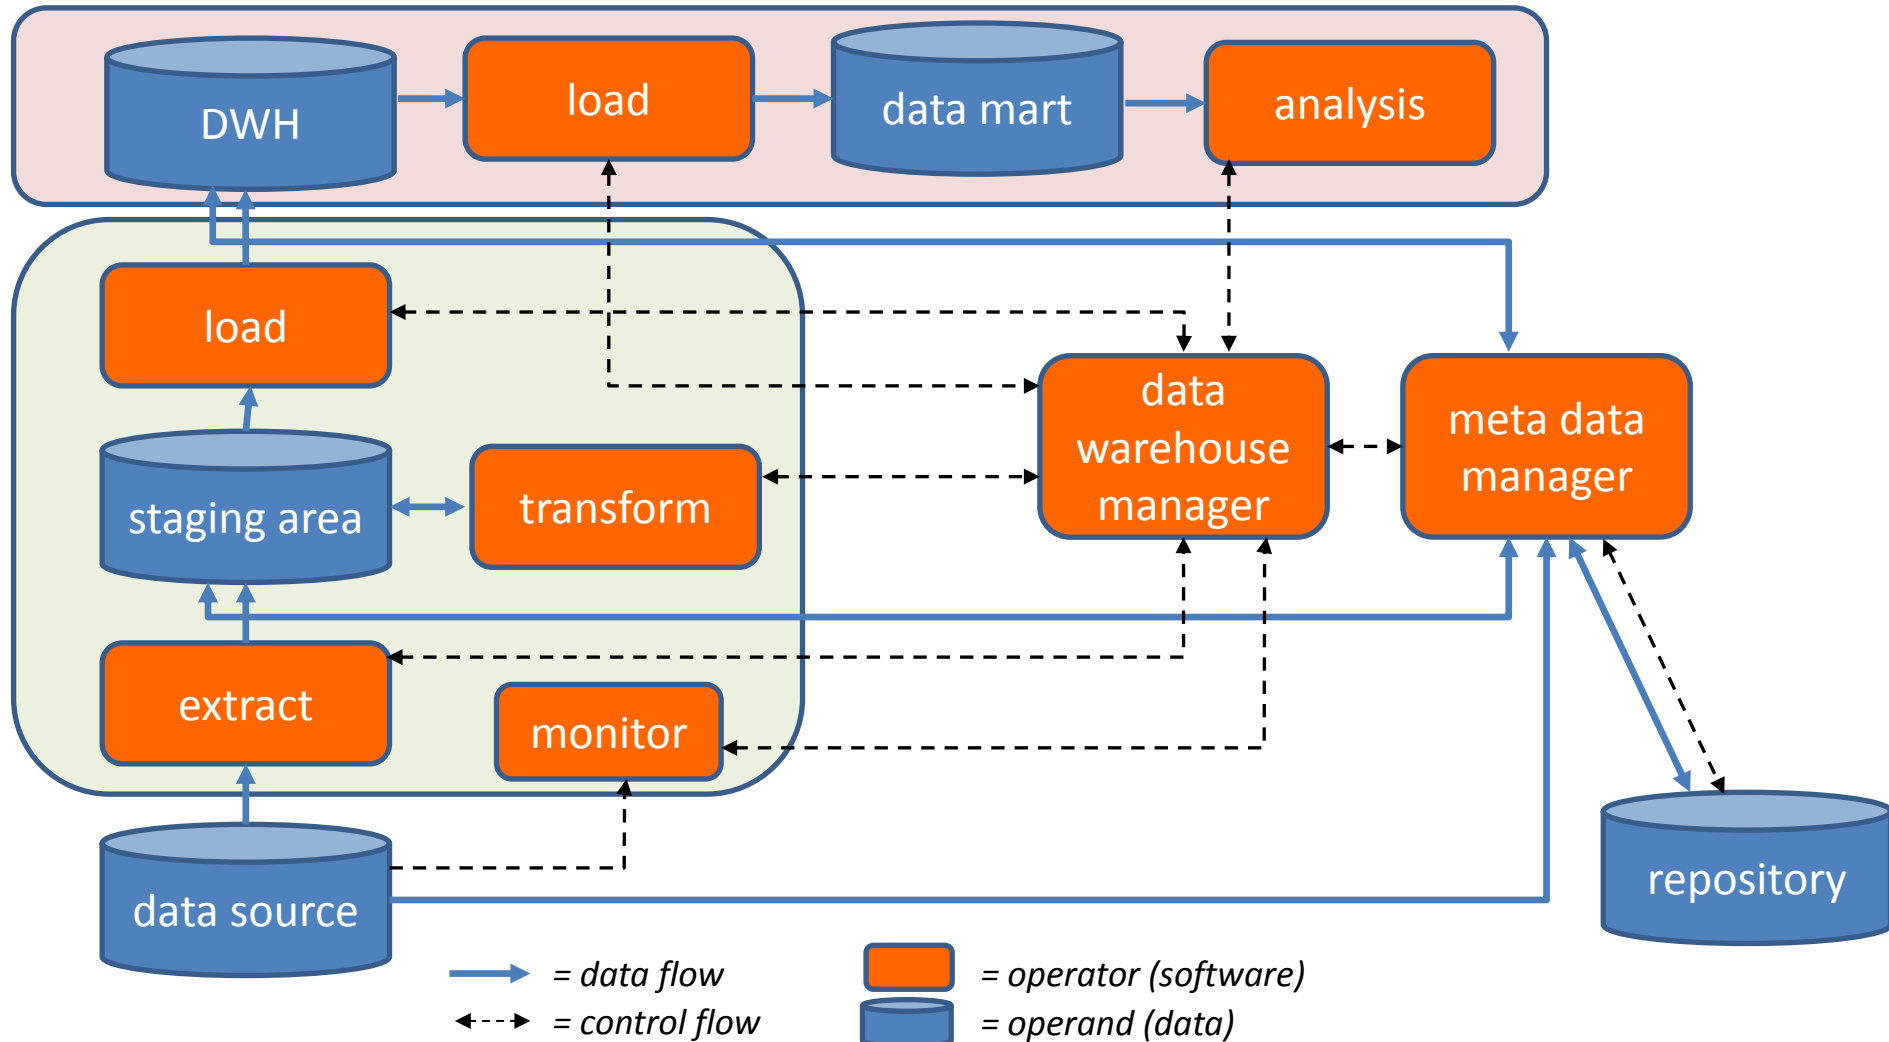 DWH
load
data mart
analysis
load
data
warehouse
manager
meta data
manager
staging area
transform
extract
monitor
data source
repository
= data flow
= operator (software)
= control flow
= operand (data)